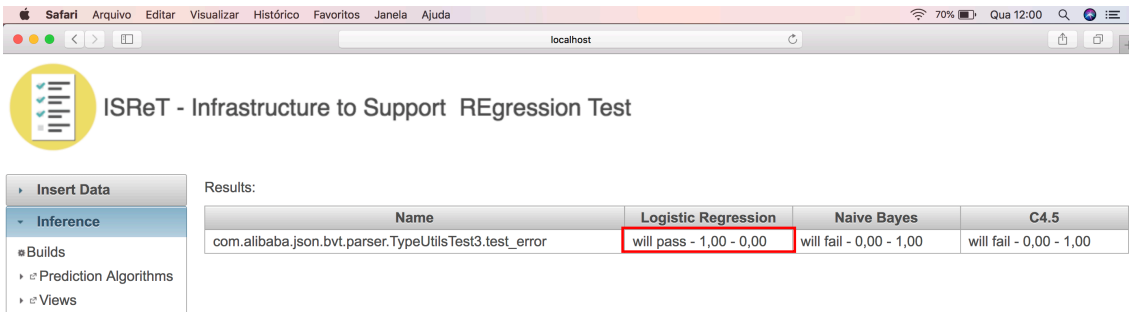 Safari Arquivo Editar Visualizar Histórico Favoritos Janela Ajuda 70% Qua 12:00
localhost
ISReT - Infrastructure to Support REgression Test
Insert Data
Inference
Builds
Prediction Algorithms
Views
Results:
Name Logistic Regression Naive Bayes C4.5
com.alibaba.json.bvt.parser.TypeUtilsTest3.test_error will pass - 1,00 - 0,00 will fail - 0,00 - 1,00 will fail - 0,00 - 1,00